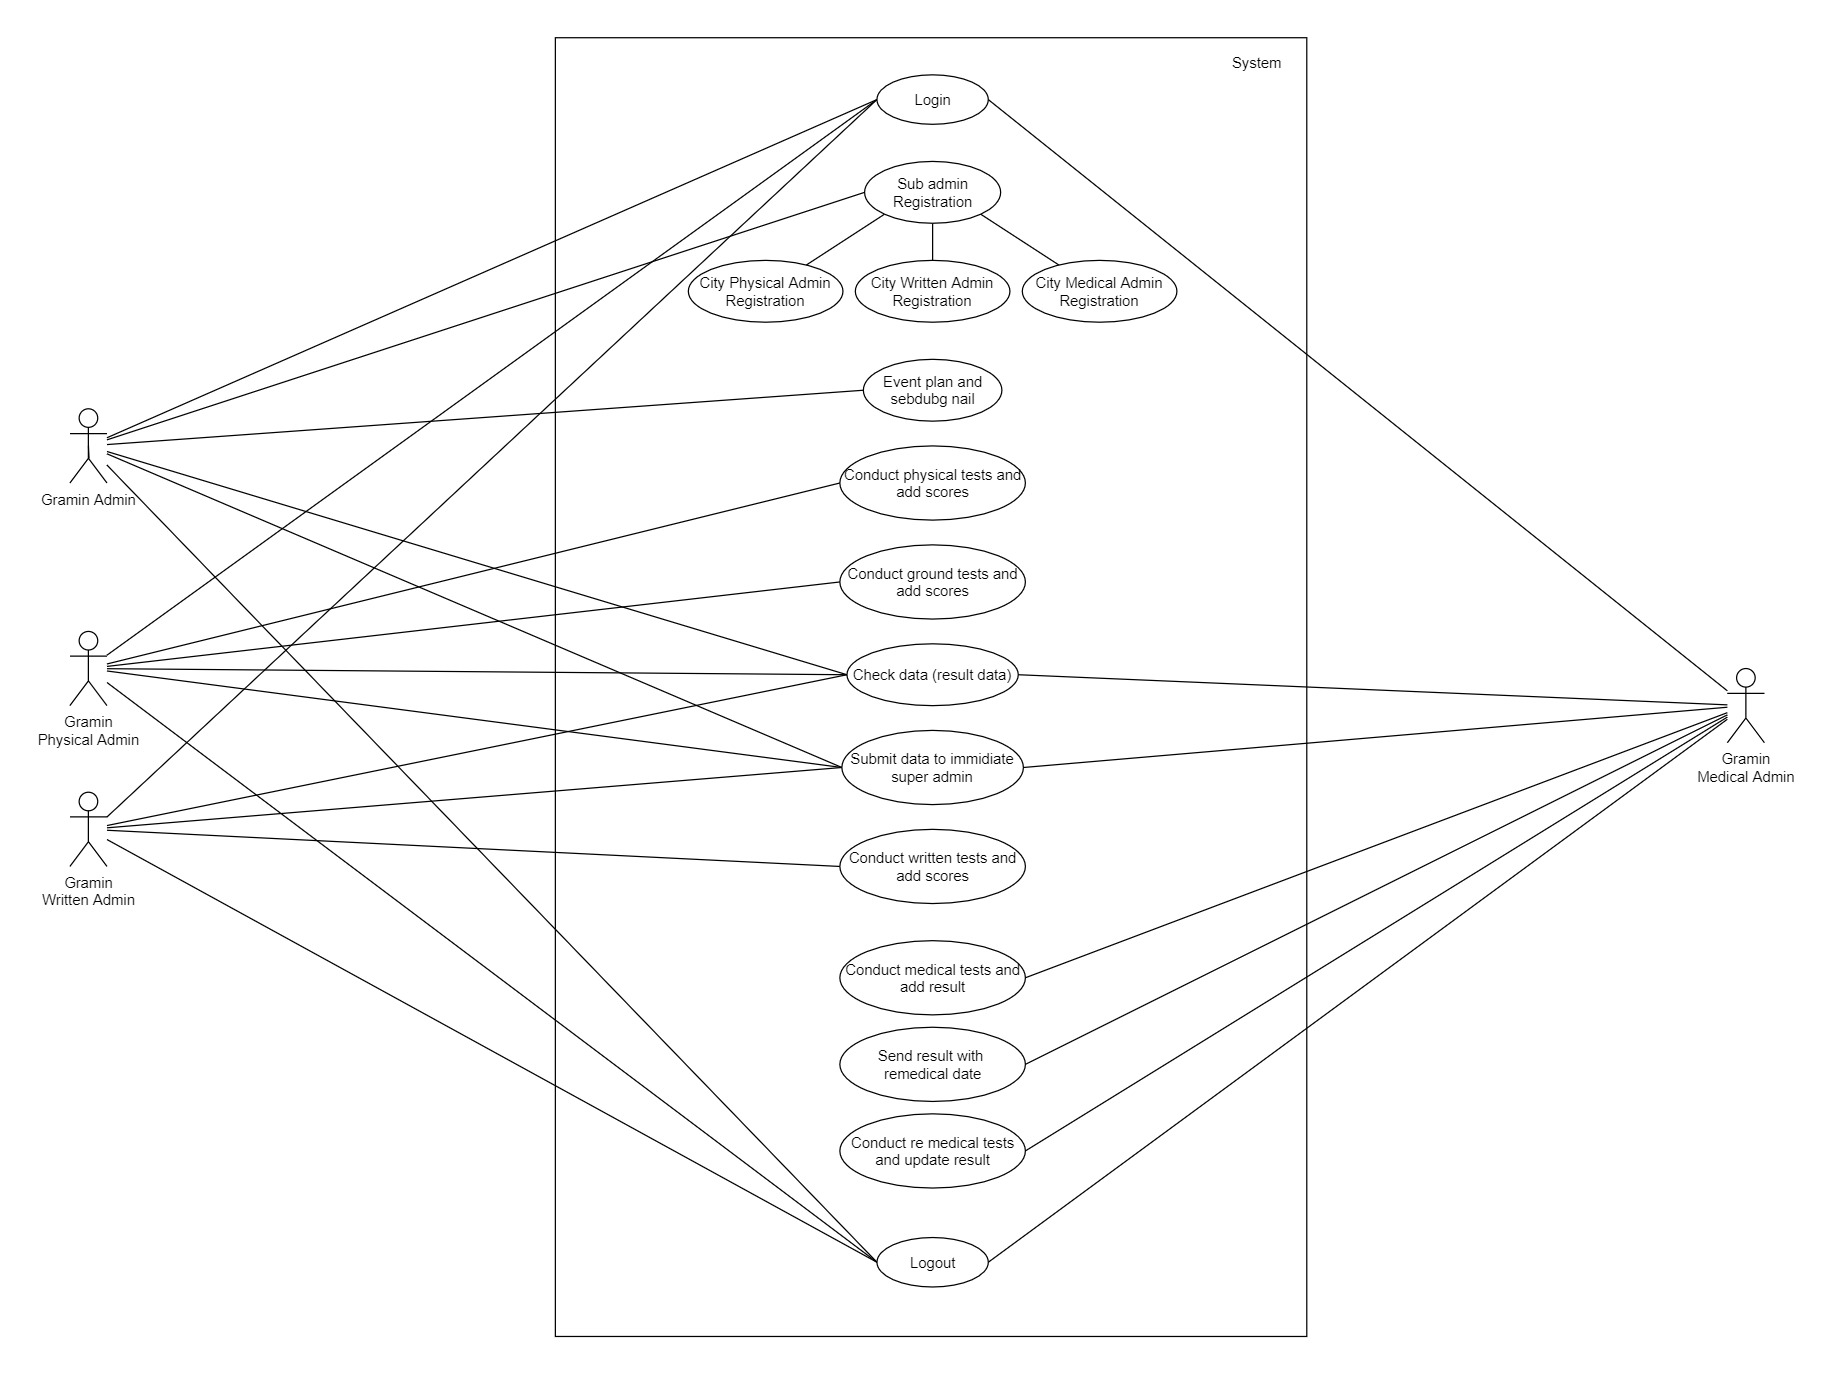 System
Login
Sub admin
Registration
City Physical Admin
Registration
City Written Admin
Registration
City Medical Admin
Registration
Event plan and
sebdubg nail
Conduct physical tests and
add scores
Gramin Admin
Conduct ground tests and
add scores
Check data (result data)
Gramin
Physical Admin
Submit data to immidiate
super admin
Gramin
Medical Admin
Conduct written tests and
add scores
Gramin
Written Admin
Conduct medical tests and
add result
Send result with
remedical date
Conduct re medical tests
and update result
Logout